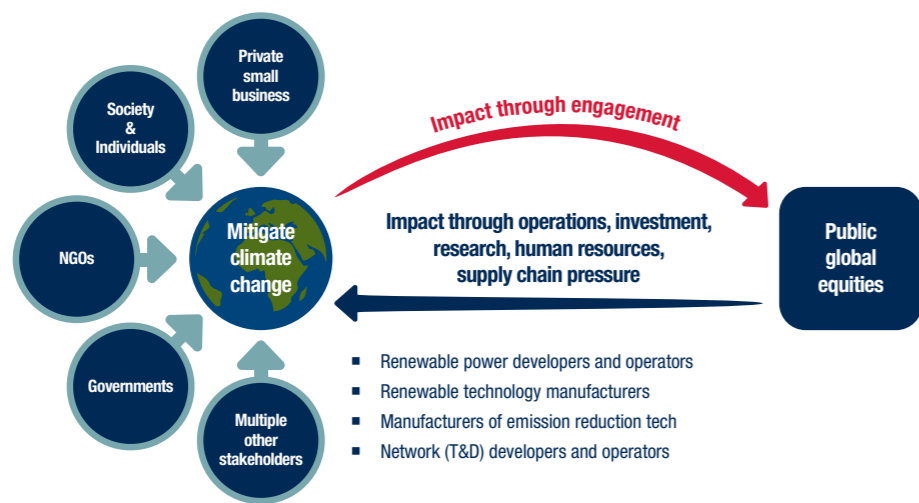 Private
small
business
Society
&
Individuals
NGOs
Governments
Multiple
other
stakeholders
Mitigate
climate
change
Impact through engagement
Impact through operations, investment,
research, human resources,
supply chain pressure
Public
global
equities
▪ Renewable power developers and operators
▪ Renewable technology manufacturers
▪ Manufacturers of emission reduction tech
▪ Network (T&D) developers and operators